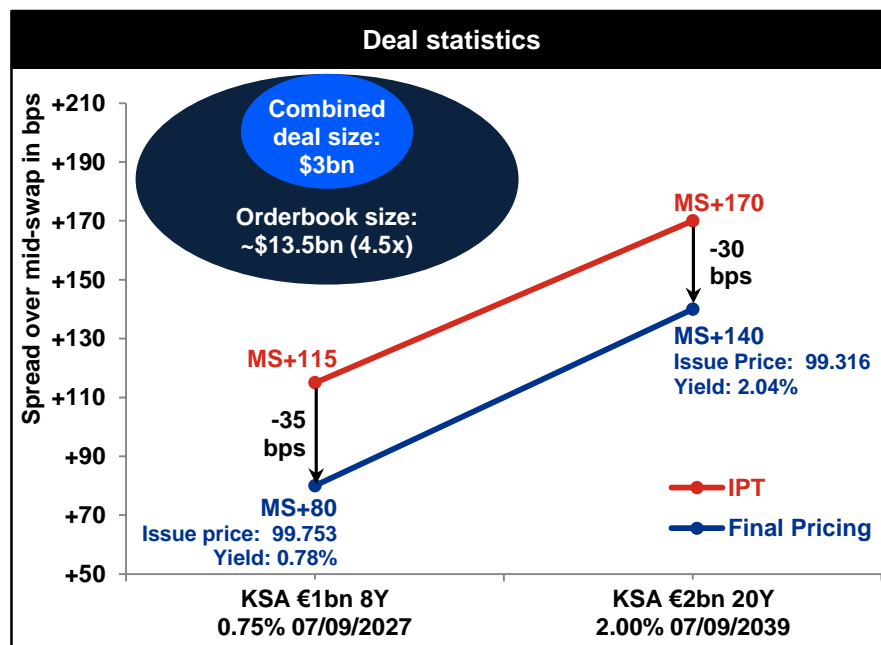 Deal statistics
Spread over mid-swap in bps
+210
+190
+170
+150
+130
+110
+90
+70
+50
Combined
deal size:
$3bn
Orderbook size:
~$13.5bn (4.5x)
MS+170
-30
bps
MS+140
Issue Price: 99.316
Yield: 2.04%
MS+115
-35
bps
MS+80
Issue price: 99.753
Yield: 0.78%
IPT
Final Pricing
KSA €1bn 8Y
0.75% 07/09/2027
KSA €2bn 20Y
2.00% 07/09/2039